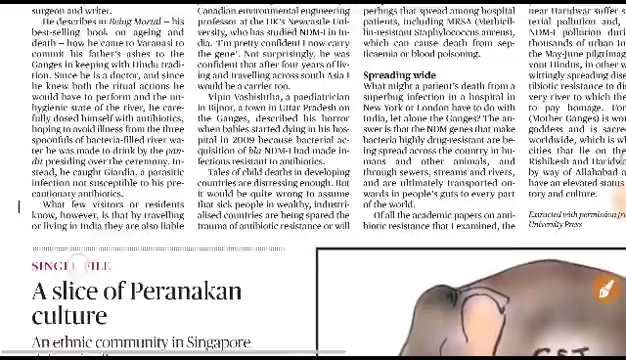 surgeon and writer.
He describes in Being Mortal – his
best-selling book on ageing and
death – how he came to Varanasi to
commit his father's ashes to the
Ganges in keeping with Hindu tradi-
tion. Since he is a doctor, and since
he knew both the ritual actions he
would have to perform and the un-
hygienic state of the river, he care-
fully dosed himself with antibiotics,
hoping to avoid illness from the three
spoonfuls of bacteria-filled river wa-
ter he was made to drink by the pan-
dit presiding over the ceremony. In-
stead, he caught Giardia, a parasitic
infection not susceptible to his pre-
cautionary antibiotics.
What few visitors or residents
know, however, is that by travelling
or living in India they are also liable
Canadian environmental engineering
professor at the UK's Newcastle Uni-
versity, who has studied NDM-1 in In-
dia. 'I'm pretty confident I now carry
the gene'. Not surprisingly, he was
confident that after four years of liv-
ing and travelling across south Asia I
would be a carrier too.
Vipin Vashishtha, a paediatrician
in Bijnor, a town in Uttar Pradesh on
the Ganges, described his horror
when babies started dying in his hos-
pital in 2009 because bacterial ac-
quisition of bla NDM-1 had made in-
fections resistant to antibiotics.
Tales of child deaths in developing
countries are distressing enough. But
it would be quite wrong to assume
that sick people in wealthy, industri-
alised countries are being spared the
trauma of antibiotic resistance or will
perbugs that spread among hospital
patients, including MRSA (Methicil-
lin-resistant Staphylococcus aureus),
which can cause death from sep-
ticaemia or blood poisoning.
Spreading wide
What might a patient's death from a
superbug infection in a hospital in
New York or London have to do with
India, let alone the Ganges? The an-
swer is that the NDM genes that make
bacteria highly drug-resistant are be-
ing spread across the country in hu-
mans and other animals, and
through sewers, streams and rivers,
and are ultimately transported on-
wards in people's guts to every part
of the world.
Of all the academic papers on anti-
biotic resistance that I examined, the
near Haridwar suffer s
terial pollution and,
NDM-1 pollution duri
thousands of urban In
the May-June pilgrimag
vout Hindus, in other w
wittingly spreading dise
tibiotic resistance to di
very river to which the
to pay homage. For
(Mother Ganges) is wor
goddess and is sacre
worldwide, which is wh
cities that lie on the
Rishikesh and Haridw
by way of Allahabad a
have an elevated status
tory and culture.
Extracted with permission
University Press
SINGLE FILE
A slice of Peranakan
culture
An ethnic community in Singapore
GST